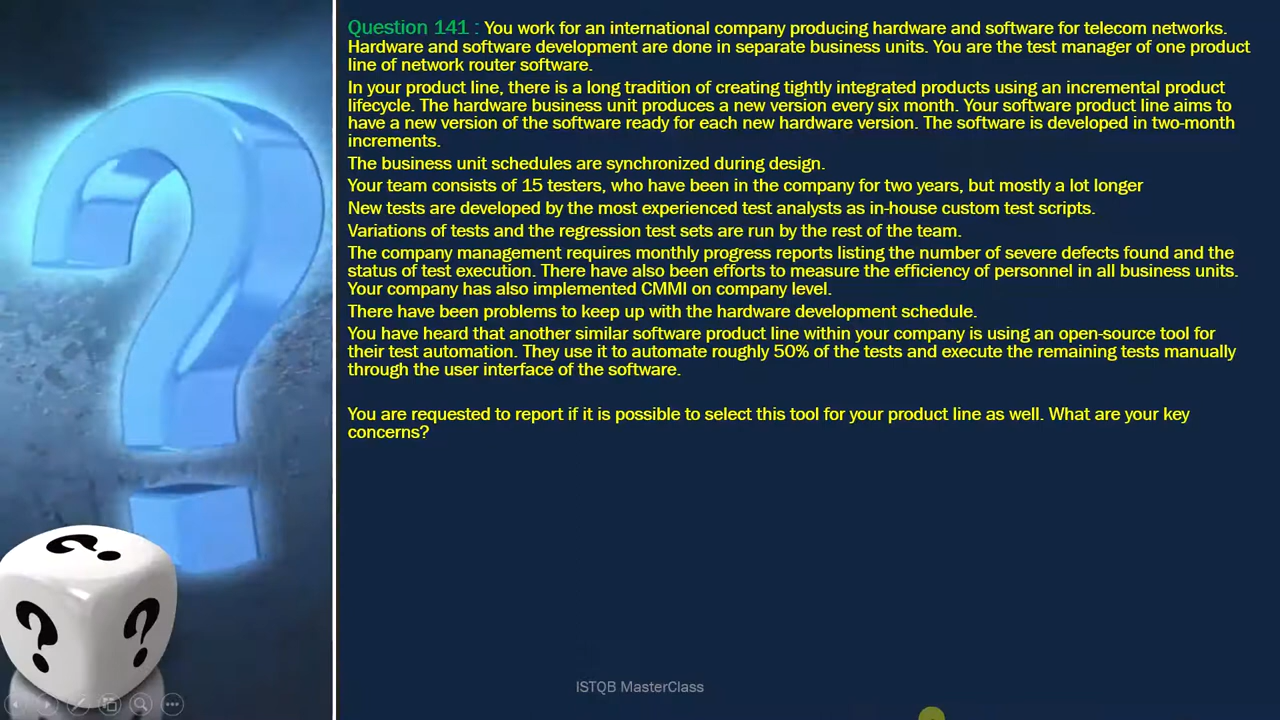 Question 141 : You work for an international company producing hardware and software for telecom networks.
Hardware and software development are done in separate business units. You are the test manager of one product
line of network router software.
In your product line, there is a long tradition of creating tightly integrated products using an incremental product
lifecycle. The hardware business unit produces a new version every six month. Your software product line aims to
have a new version of the software ready for each new hardware version. The software is developed in two-month
increments.
The business unit schedules are synchronized during design.
Your team consists of 15 testers, who have been in the company for two years, but mostly a lot longer
New tests are developed by the most experienced test analysts as in-house custom test scripts.
Variations of tests and the regression test sets are run by the rest of the team.
The company management requires monthly progress reports listing the number of severe defects found and the
status of test execution. There have also been efforts to measure the efficiency of personnel in all business units.
Your company has also implemented CMMI on company level.
There have been problems to keep up with the hardware development schedule.
You have heard that another similar software product line within your company is using an open-source tool for
their test automation. They use it to automate roughly 50% of the tests and execute the remaining tests manually
through the user interface of the software.
You are requested to report if it is possible to select this tool for your product line as well. What are your key
concerns?
ISTQB MasterClass